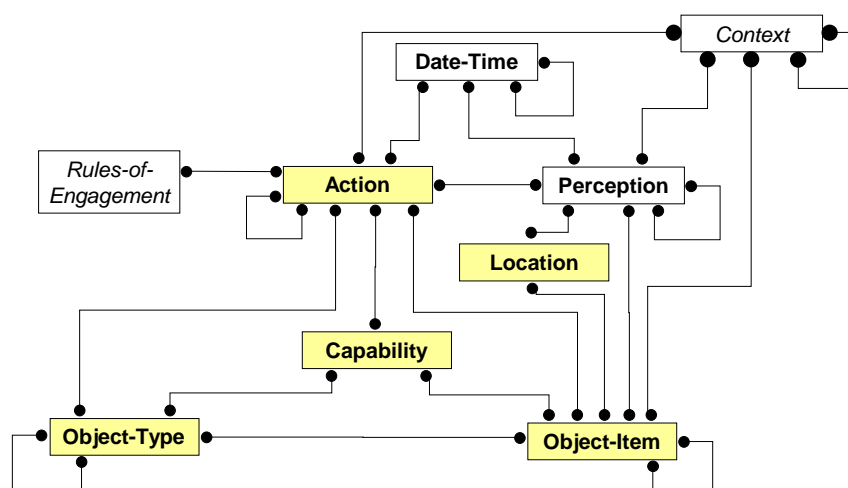 Context
Date-Time
Rules-of-
Engagement
Action
Perception
Location
Capability
Object-Type
Object-Item